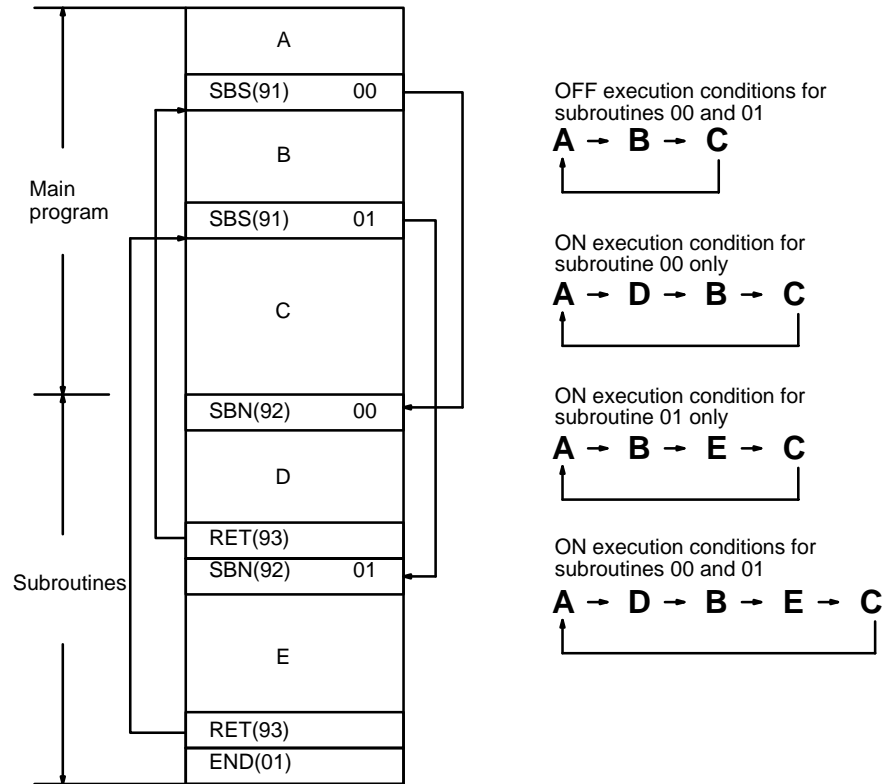 A
SBS(91) 00
B
Main
program
SBS(91) 01
C
SBN(92) 00
D
RET(93)
SBN(92) 01
Subroutines
E
RET(93)
END(01)
OFF execution conditions for
subroutines 00 and 01
A → B → C
ON execution condition for
subroutine 00 only
A → D → B → C
ON execution condition for
subroutine 01 only
A → B → E → C
ON execution conditions for
subroutines 00 and 01
A → D → B → E → C